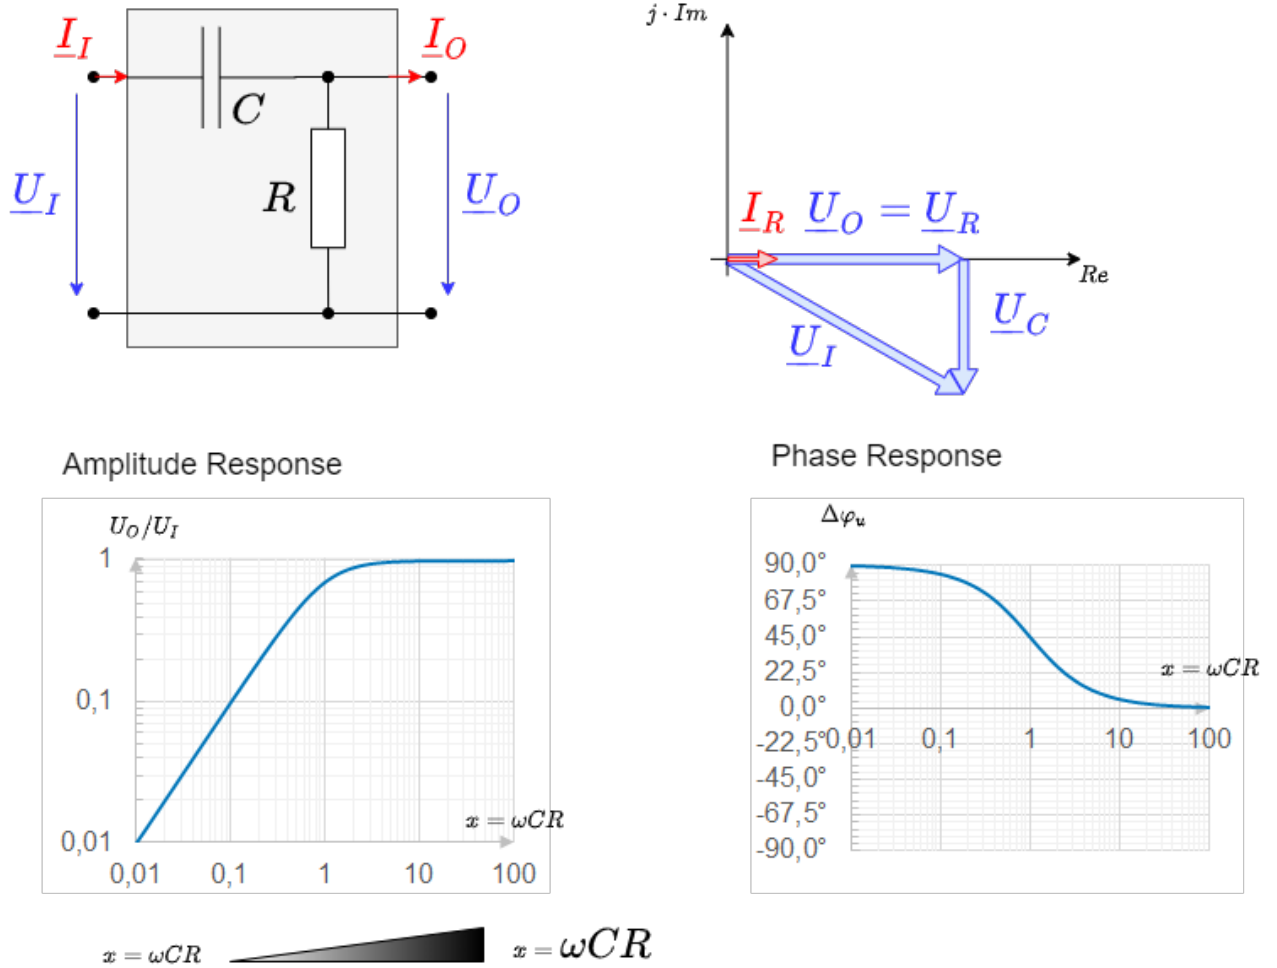 I_I
I_O
C
U_I
R
U_O
j · Im
I_R
U_O = U_R
Re
U_C
U_I
Amplitude Response
U_O/U_I
1
0,1
0,01
x = ωCR
0,01 0,1 1 10 100
Phase Response
Δφ_u
90,0°
67,5°
45,0°
x = ωCR
22,5°
0,0°
-22,5°
0,01 0,1 1 10 100
-45,0°
-67,5°
-90,0°
x = ωCR
x = ωCR